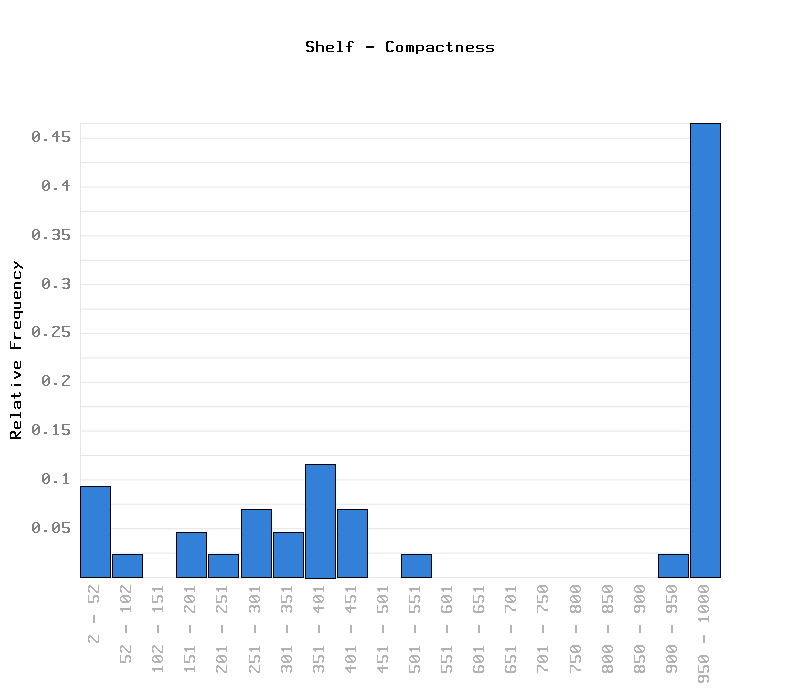 Shelf - Compactness
Relative Frequency
0.45
0.4
0.35
0.3
0.25
0.2
0.15
0.1
0.05
2 - 52
52 - 102
102 - 151
151 - 201
201 - 251
251 - 301
301 - 351
351 - 401
401 - 451
451 - 501
501 - 551
551 - 601
601 - 651
651 - 701
701 - 750
750 - 800
800 - 850
850 - 900
900 - 950
950 - 1000